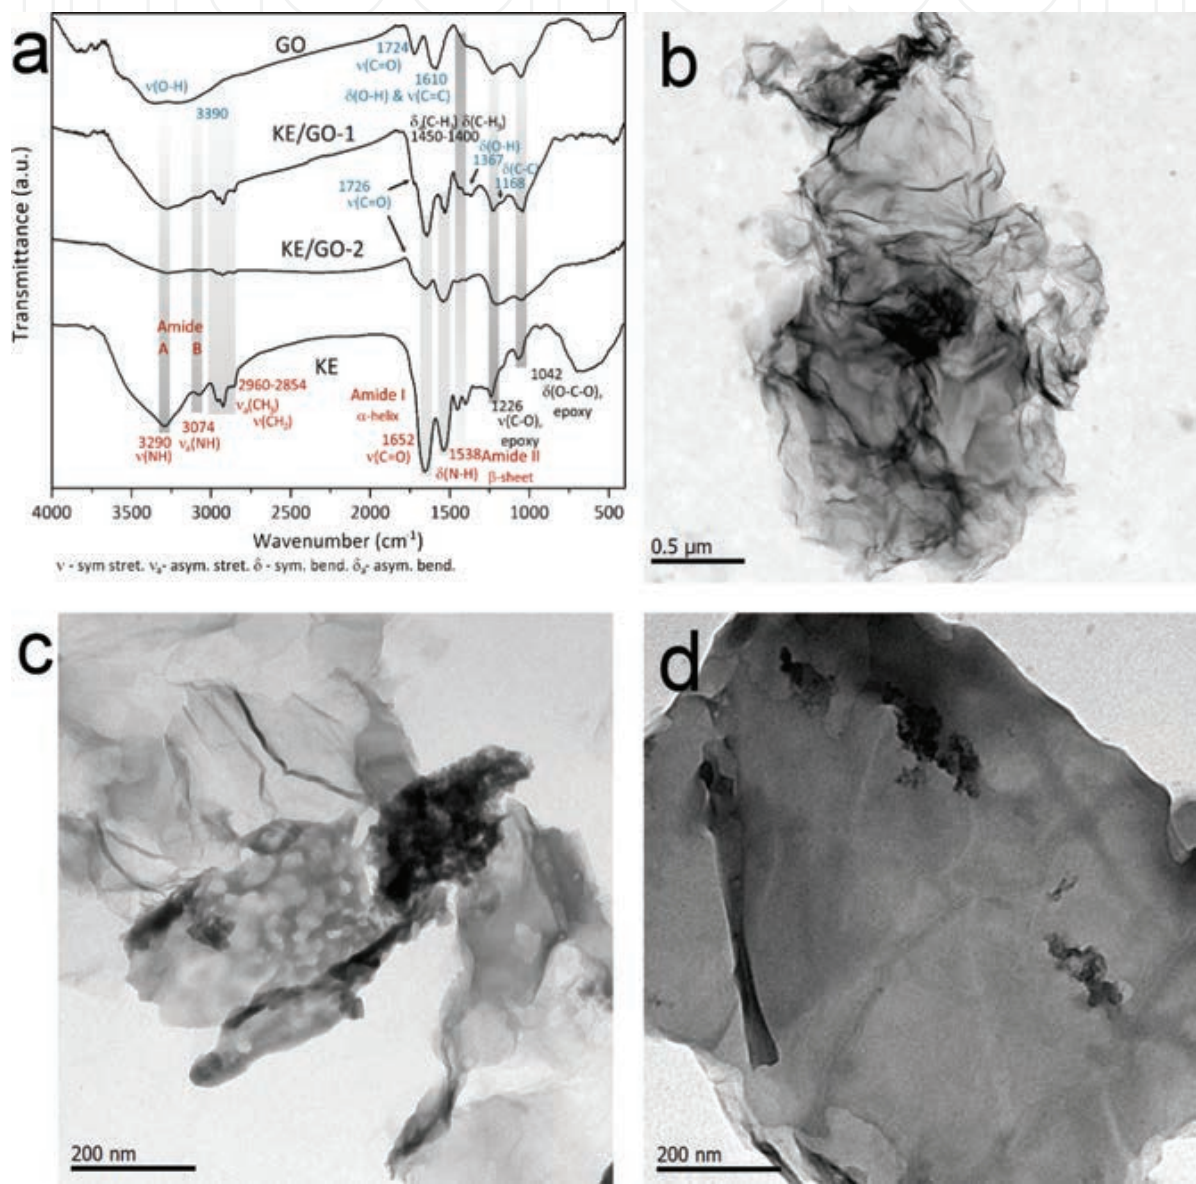 a
GO
1724
ν(C=O)
1610
δ(O-H) & ν(C=C)
ν(O-H)
3390
KE/GO-1
1450-1400
δ(O-H)
1367
δ(C-C)
1168
1726
ν(C=O)
KE/GO-2
Amide
A
B
KE
2960-2854
ν(CH₂)
3290
ν(NH)
3074
Amide I
α-helix
1652
ν(C=O)
1538
δ(N-H)
Amide II
β-sheet
1226
ν(C-O),
epoxy
1042
δ(O-C-O),
epoxy
Transmittance (a.u.)
4000 3500 3000 2500 2000 1500 1000 500
Wavenumber (cm⁻¹)
ν - sym stret. νₐ- asym. stret. δ - sym. bend. δₐ- asym. bend.
b
0.5 µm
c
200 nm
d
200 nm